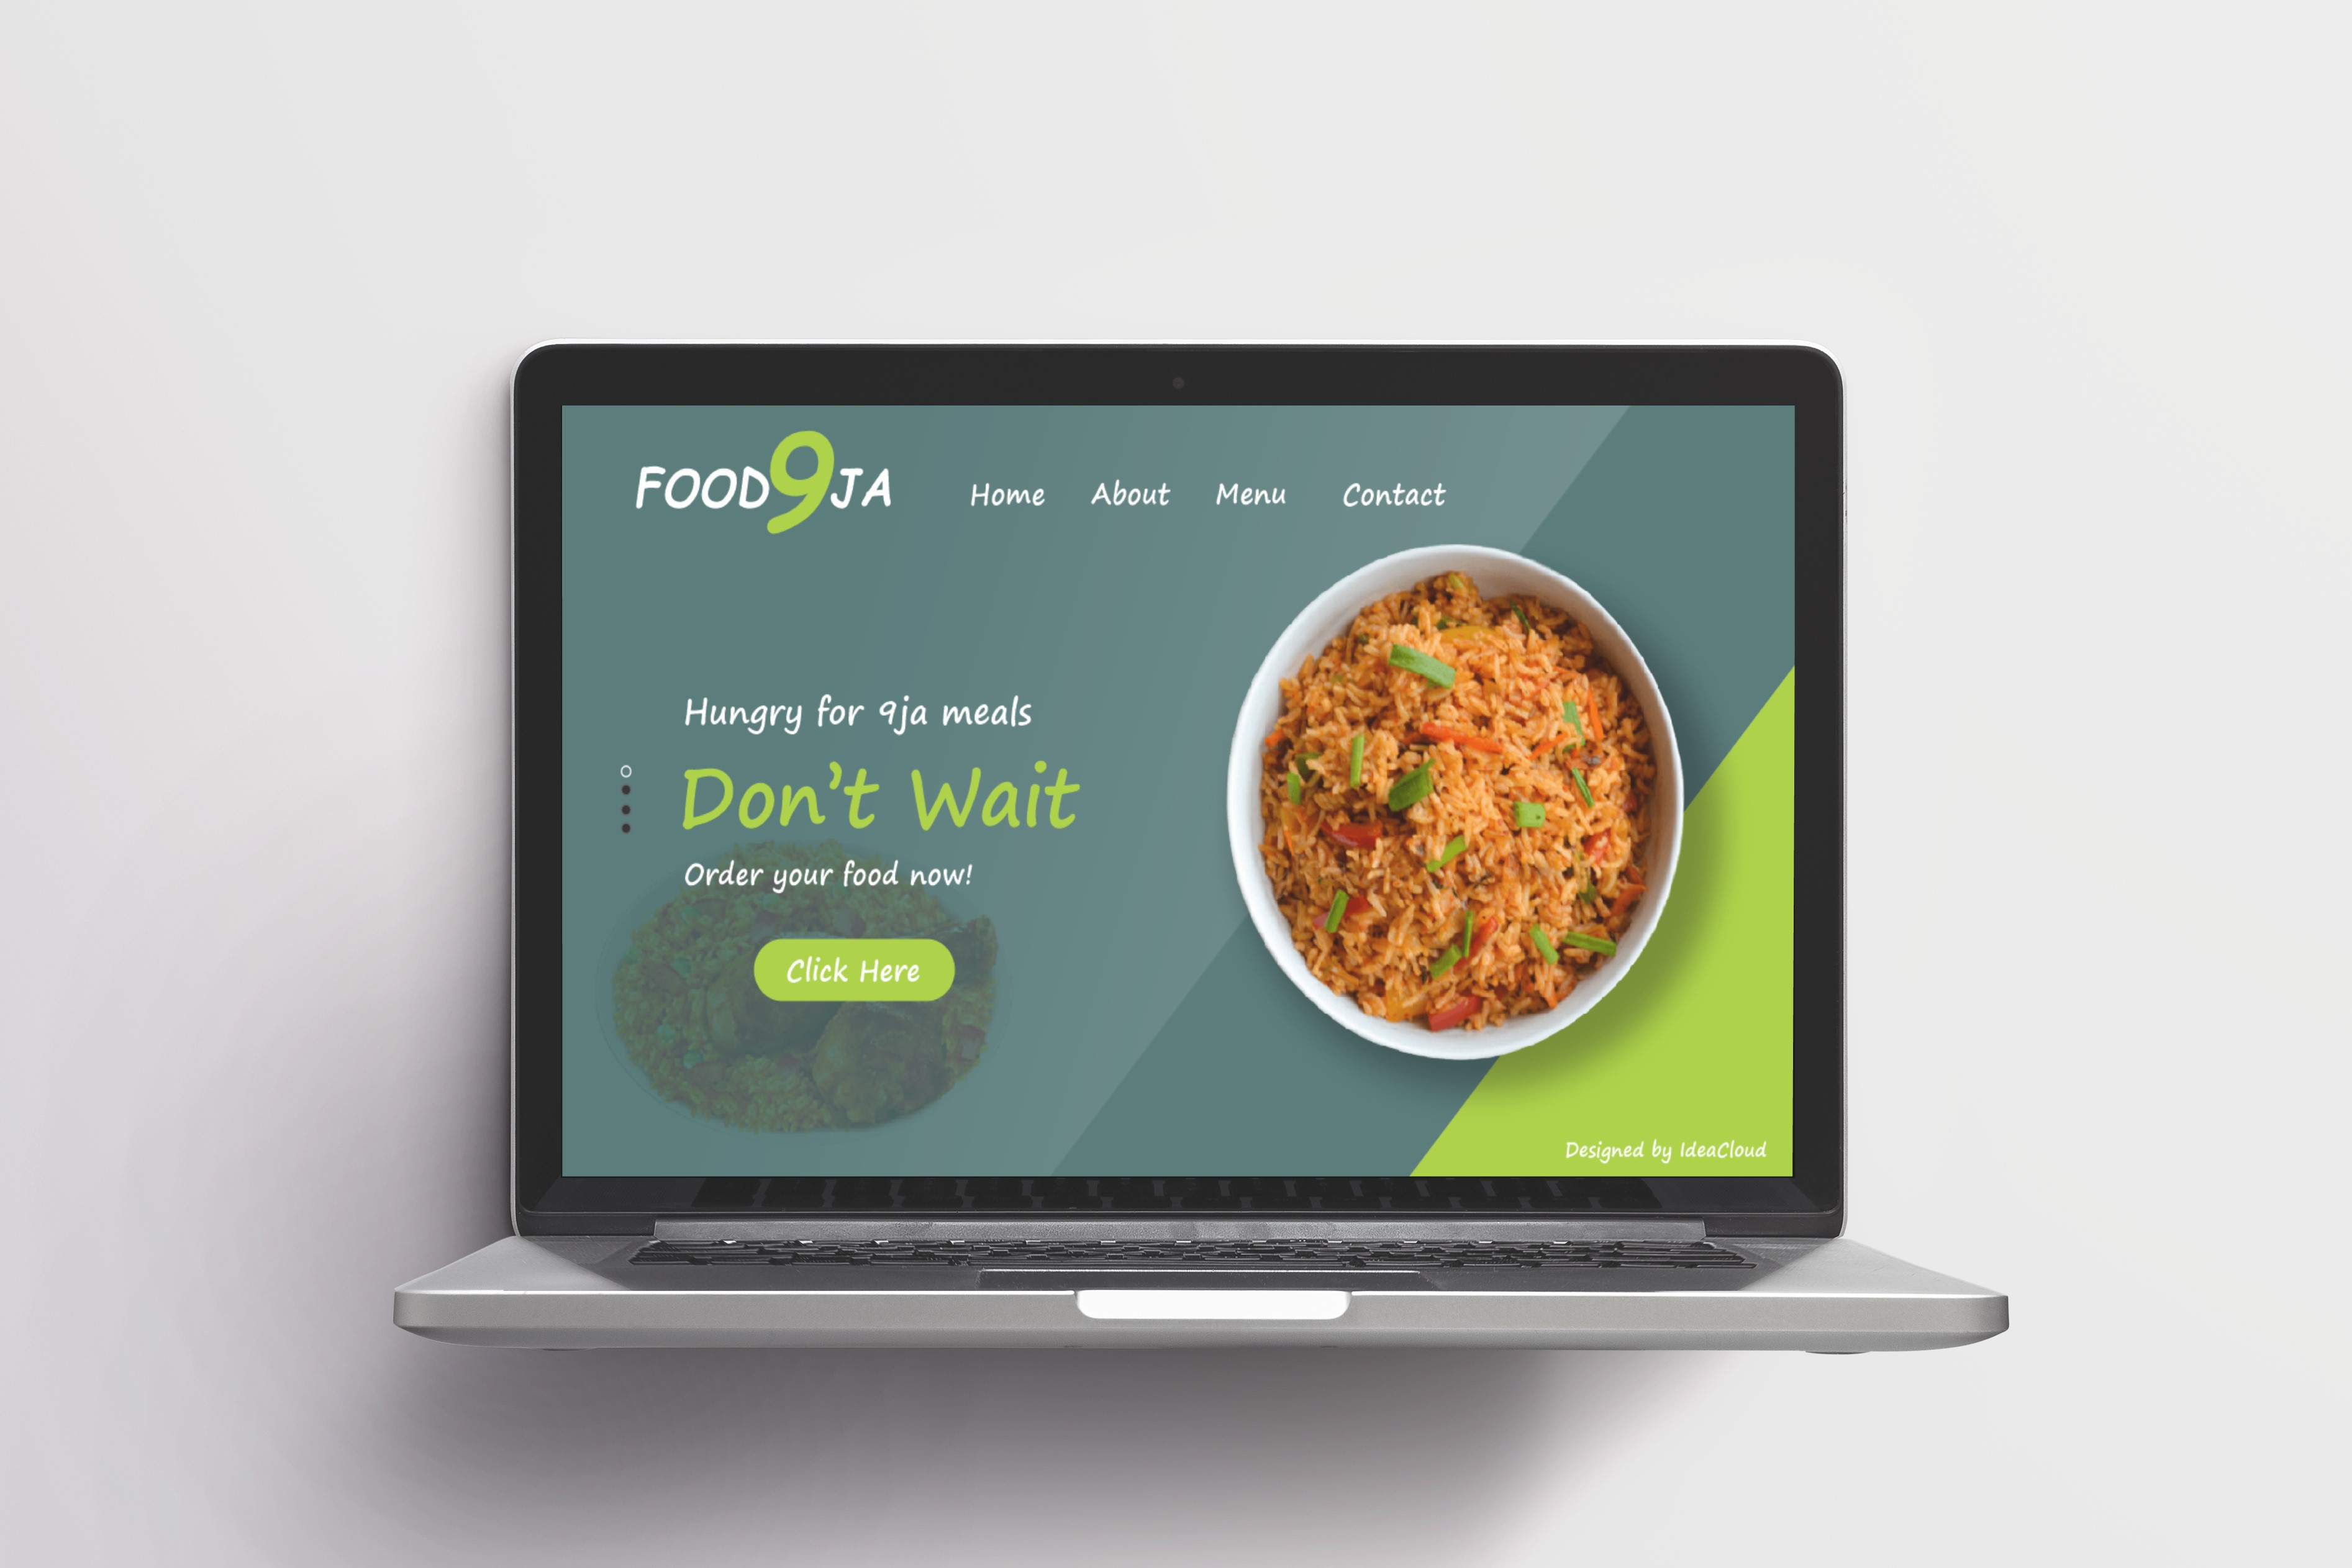 FOOD9JA
Home About Menu Contact
Hungry for 9ja meals
Don't Wait
Order your food now!
Click Here
Designed by IdeaCloud